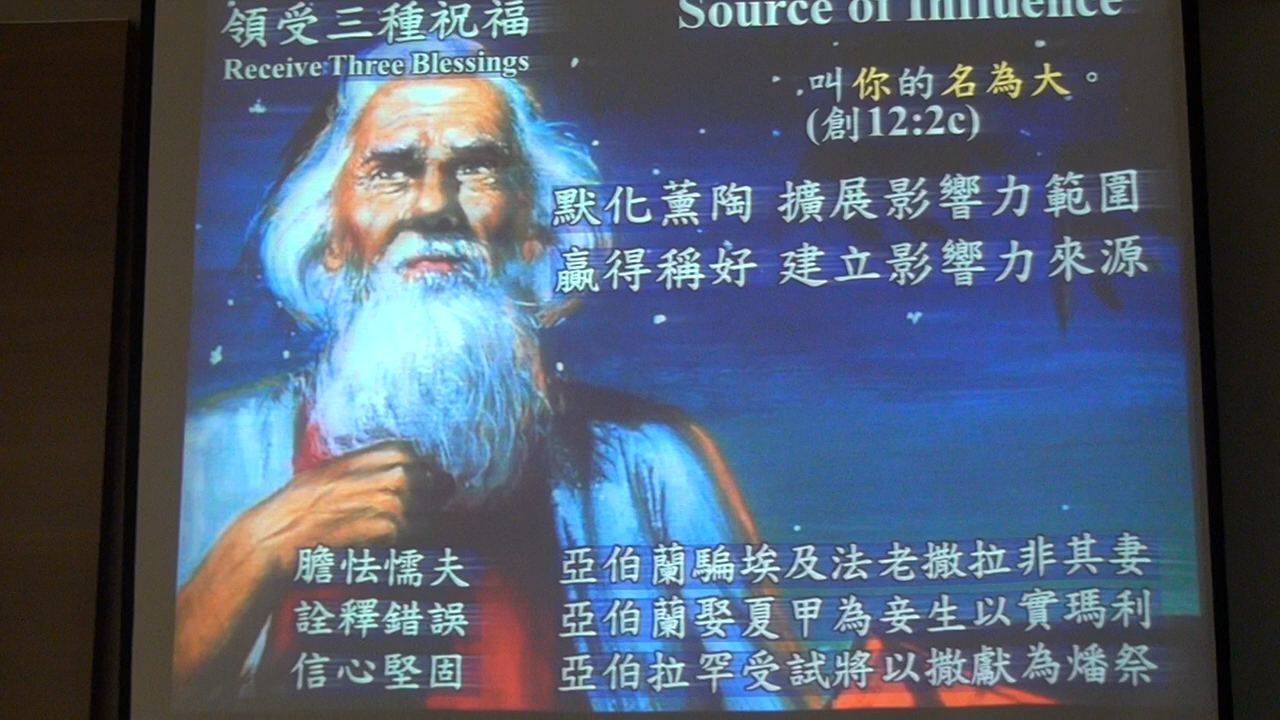 領受三種祝福
Source of Influence
Receive Three Blessings
叫你的名為大。
(創12:2c)
默化薰陶 擴展影響力範圍
贏得稱好 建立影響力來源
膽怯懦夫 亞伯蘭騙埃及法老撒拉非其妻
詮釋錯誤 亞伯蘭娶夏甲為妾生以實瑪利
信心堅固 亞伯拉罕受試將以撒獻為燔祭